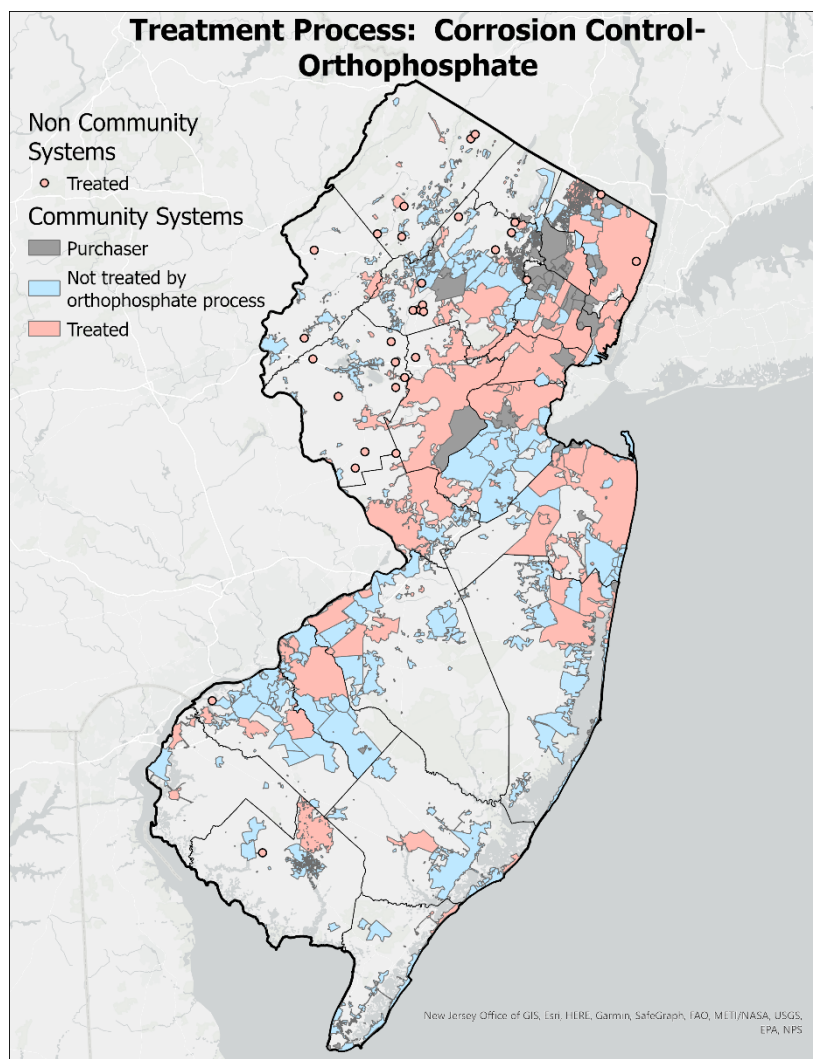 Treatment Process: Corrosion Control-
Orthophosphate
Non Community
Systems
Treated
Community Systems
Purchaser
Not treated by
orthophosphate process
Treated
New Jersey Office of GIS, Esri, HERE, Garmin, SafeGraph, FAO, METI/NASA, USGS,
EPA, NPS